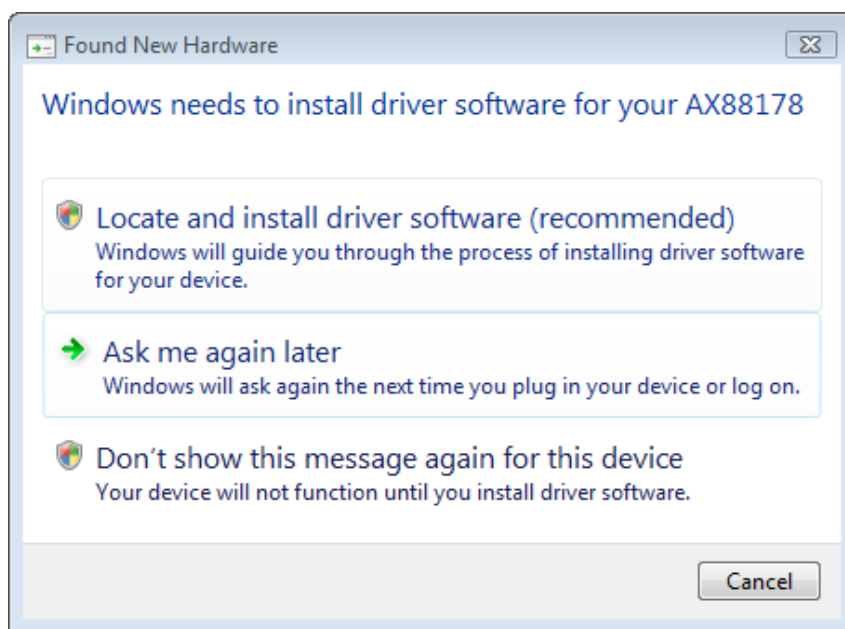 Found New Hardware
Windows needs to install driver software for your AX88178
Locate and install driver software (recommended)
Windows will guide you through the process of installing driver software
for your device.
Ask me again later
Windows will ask again the next time you plug in your device or log on.
Don't show this message again for this device
Your device will not function until you install driver software.
Cancel